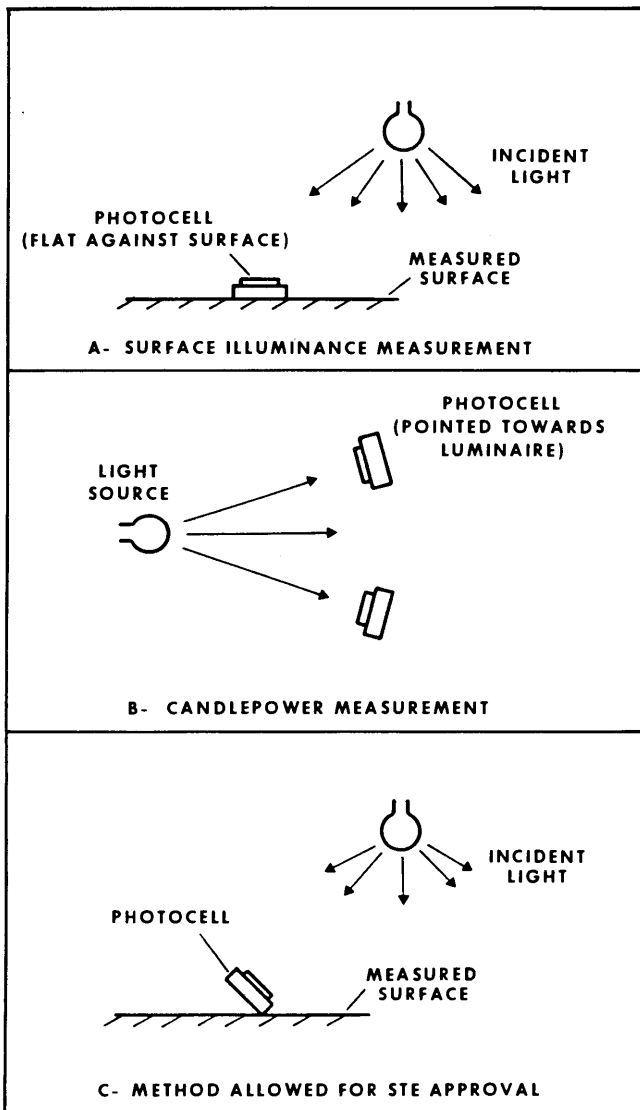 INCIDENT
LIGHT
PHOTOCELL
(FLAT AGAINST SURFACE)
MEASURED
SURFACE
A- SURFACE ILLUMINANCE MEASUREMENT
PHOTOCELL
(POINTED TOWARDS
LUMINAIRE)
LIGHT
SOURCE
B- CANDLEPOWER MEASUREMENT
INCIDENT
LIGHT
PHOTOCELL
MEASURED
SURFACE
C- METHOD ALLOWED FOR STE APPROVAL